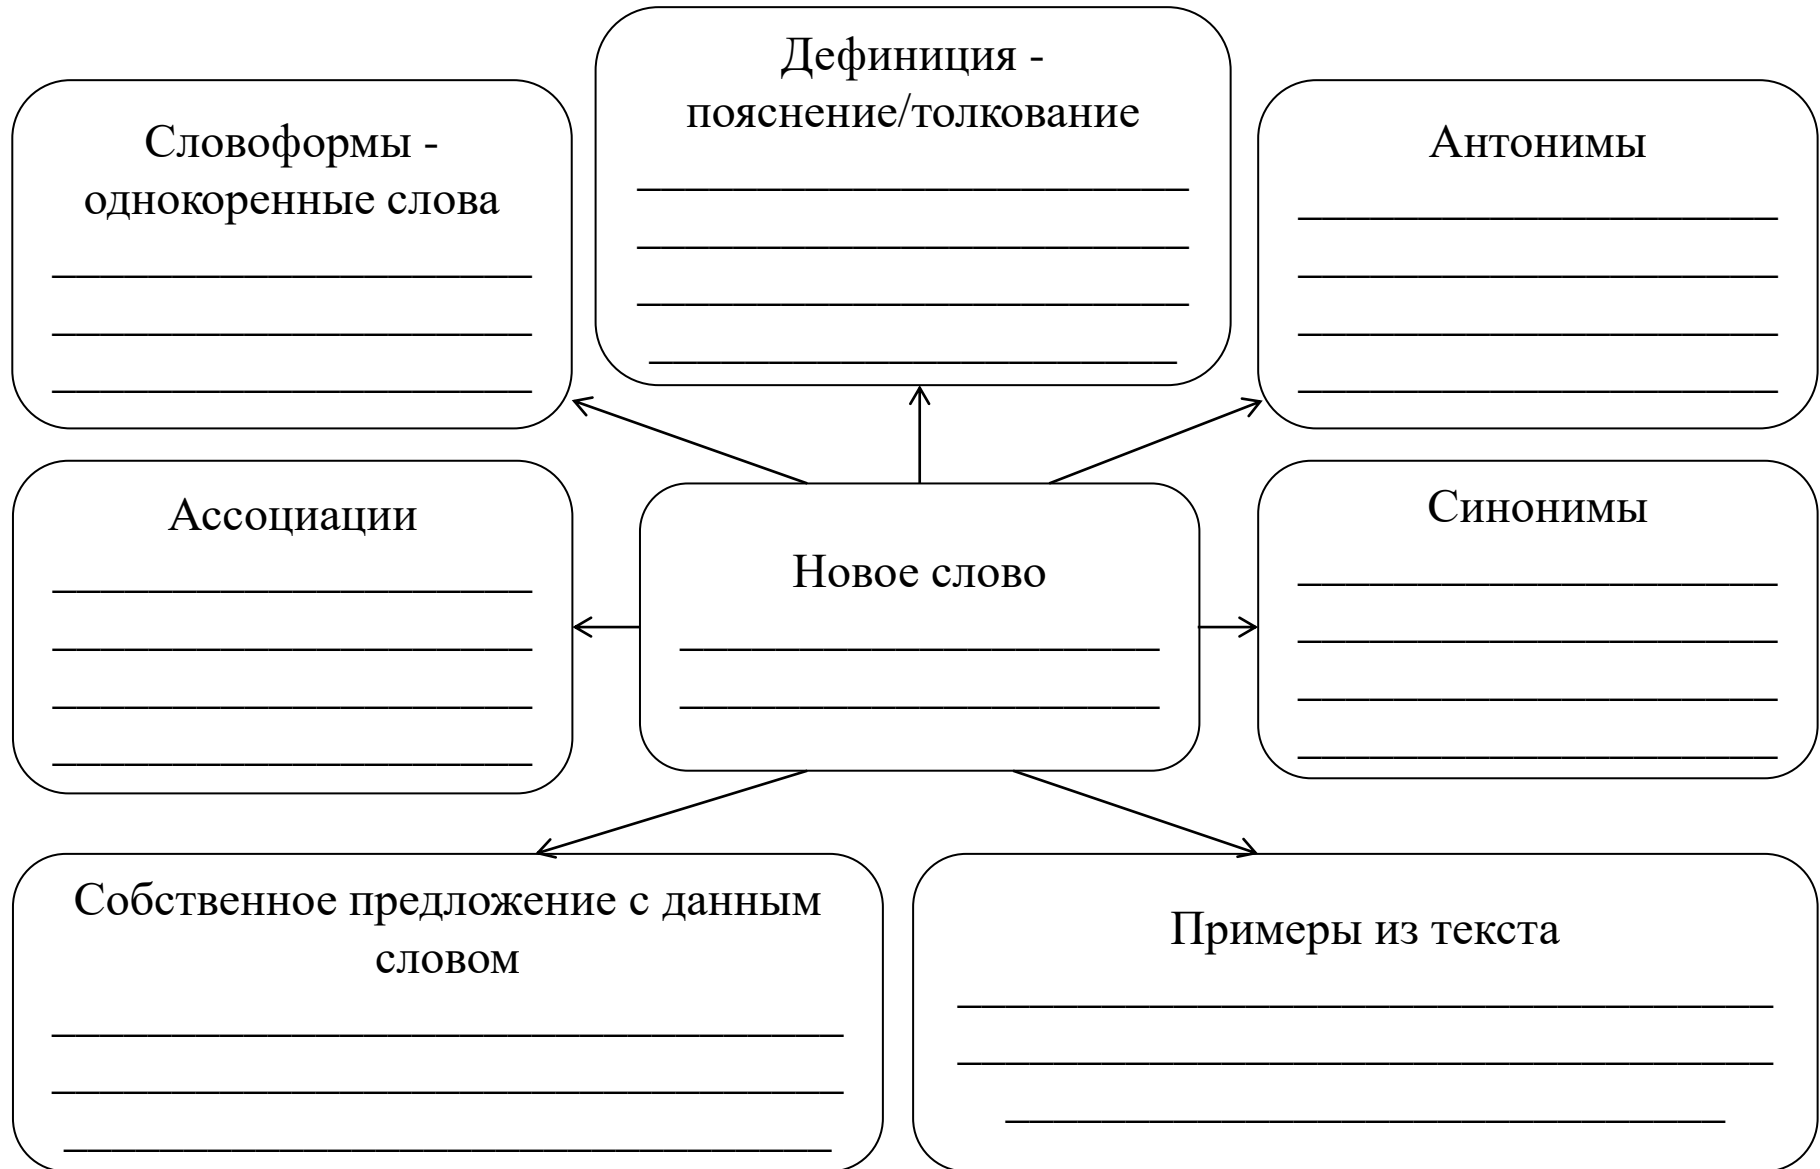 Дефиниция -
пояснение/толкование
Словоформы -
однокоренные слова
Антонимы
Ассоциации
Новое слово
Синонимы
Собственное предложение с данным
словом
Примеры из текста